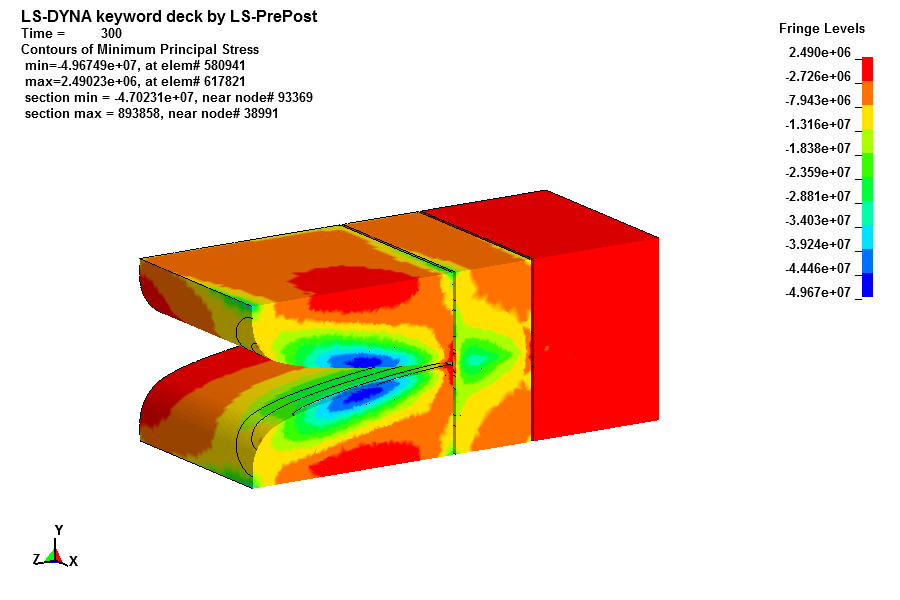 LS-DYNA keyword deck by LS-PrePost
Time = 300
Contours of Minimum Principal Stress
min=-4.96749e+07, at elem# 580941
max=2.49023e+06, at elem# 617821
section min = -4.70231e+07, near node# 93369
section max = 893858, near node# 38991
Fringe Levels
2.490e+06
-2.726e+06
-7.943e+06
-1.316e+07
-1.838e+07
-2.359e+07
-2.881e+07
-3.403e+07
-3.924e+07
-4.446e+07
-4.967e+07
Y
Z X